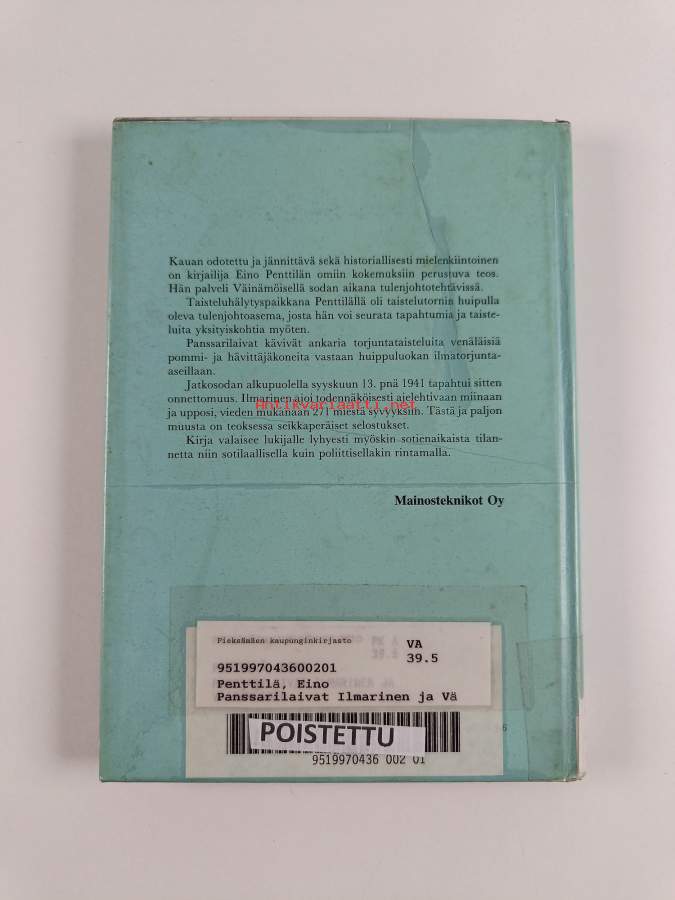 Kauan odotettu ja jännittävä sekä historiallisesti mielenkiintoinen
on kirjailija Eino Penttilän omiin kokemuksiin perustuva teos.
Hän palveli Väinämöisellä sodan aikana tulenjohtotehtävissä.
Taisteluhälytyspaikkana Penttilällä oli taistelutornin huipulla
oleva tulenjohtoasema, josta hän voi seurata tapahtumia ja taiste-
luita yksityiskohtia myöten.
Panssarilaivat kävivät ankaria torjuntataisteluita venäläisiä
pommi- ja hävittäjäkoneita vastaan huippuluokan ilmatorjunta-
aseillaan.
Jatkosodan alkupuolella syyskuun 13. pnä 1941 tapahtui sitten
onnettomuus. Ilmarinen ajoi todennäköisesti ajelehtivaan miinaan
Antikvariaatti.net
ja upposi, vieden mukanaan 271 miestä syvyyksiin. Tästä ja paljon
muusta on teoksessa seikkaperäiset selostukset.
Kirja valaisee lukijalle lyhyesti myöskin sotienaikaista tilan-
netta niin sotilaallisella kuin poliittisellakin rintamalla.
Mainosteknikot Oy
Pieksämäen kaupunginkirjasto
VA
39.5
951997043600201
Penttilä, Eino
Panssarilaivat Ilmarinen ja Vä
POISTETTU
9519970436 002 01